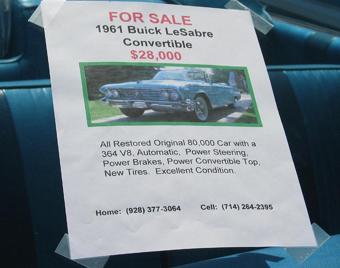 FOR SALE
1961 Buick LeSabre
Convertible
$28,000
All Restored Original 80,000 Car with a
364 V8, Automatic, Power Steering,
Power Brakes, Power Convertible Top,
New Tires. Excellent Condition.
Home: (928) 377-3064 Cell: (714) 264-2395